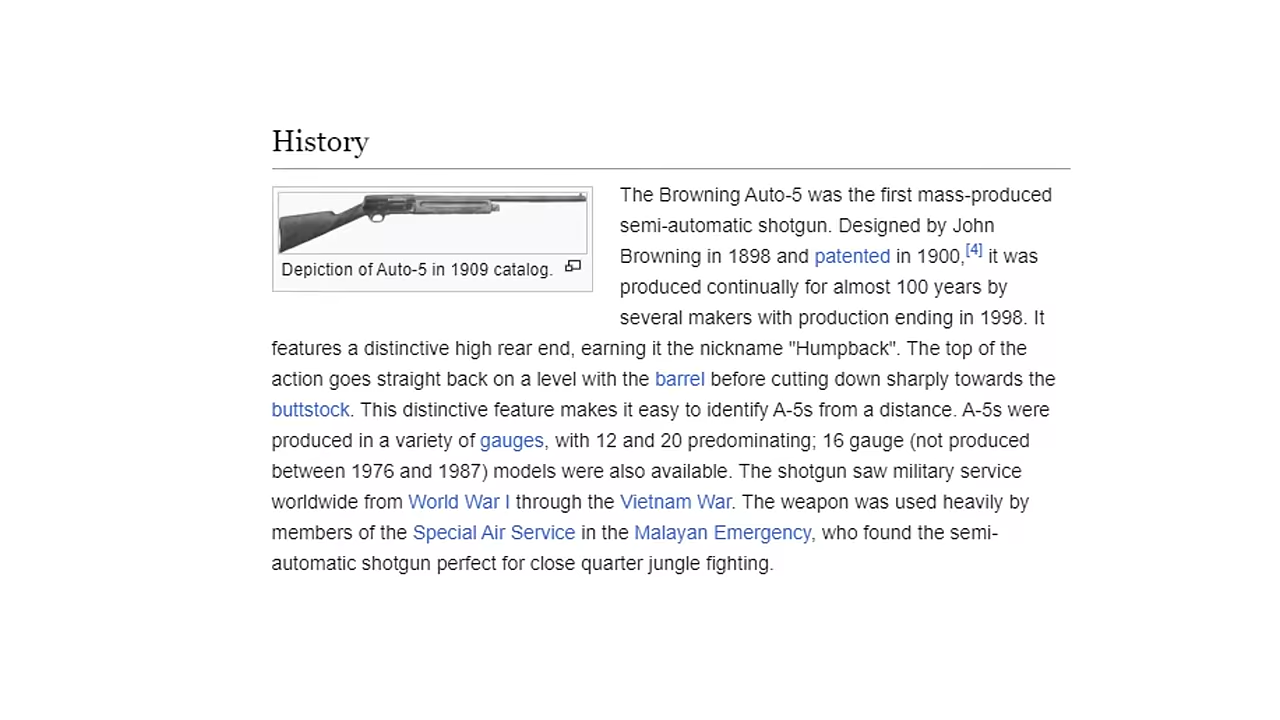 History
Depiction of Auto-5 in 1909 catalog.
The Browning Auto-5 was the first mass-produced
semi-automatic shotgun. Designed by John
Browning in 1898 and patented in 1900,[4] it was
produced continually for almost 100 years by
several makers with production ending in 1998. It
features a distinctive high rear end, earning it the nickname "Humpback". The top of the
action goes straight back on a level with the barrel before cutting down sharply towards the
buttstock. This distinctive feature makes it easy to identify A-5s from a distance. A-5s were
produced in a variety of gauges, with 12 and 20 predominating; 16 gauge (not produced
between 1976 and 1987) models were also available. The shotgun saw military service
worldwide from World War I through the Vietnam War. The weapon was used heavily by
members of the Special Air Service in the Malayan Emergency, who found the semi-
automatic shotgun perfect for close quarter jungle fighting.